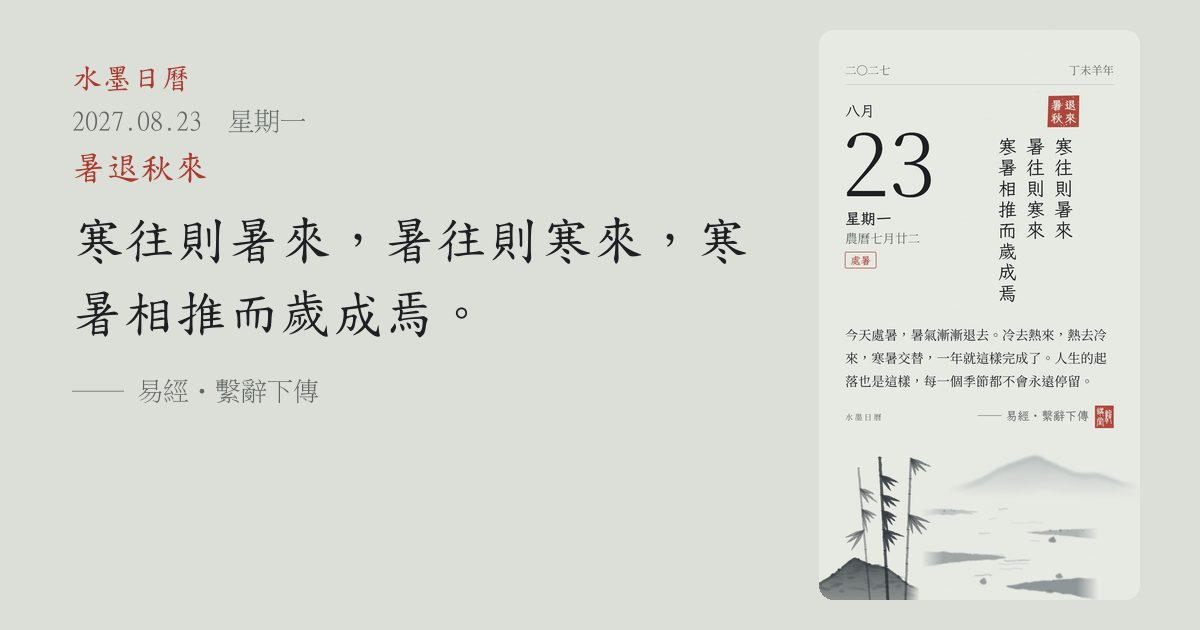 水墨日曆
2027.08.23 星期一
暑退秋來
寒往則暑來，暑往則寒來，寒
暑相推而歲成焉。
—— 易經・繫辭下傳
二〇二七
丁未羊年
八月
23
星期一
農曆七月廿二
處暑
退來
暑秋
寒往則暑來
暑往則寒來
寒暑相推而歲成焉
今天處暑，暑氣漸漸退去。冷去熱來，熱去冷
來，寒暑交替，一年就這樣完成了。人生的起
落也是這樣，每一個季節都不會永遠停留。
水墨日曆
—— 易經・繫辭下傳